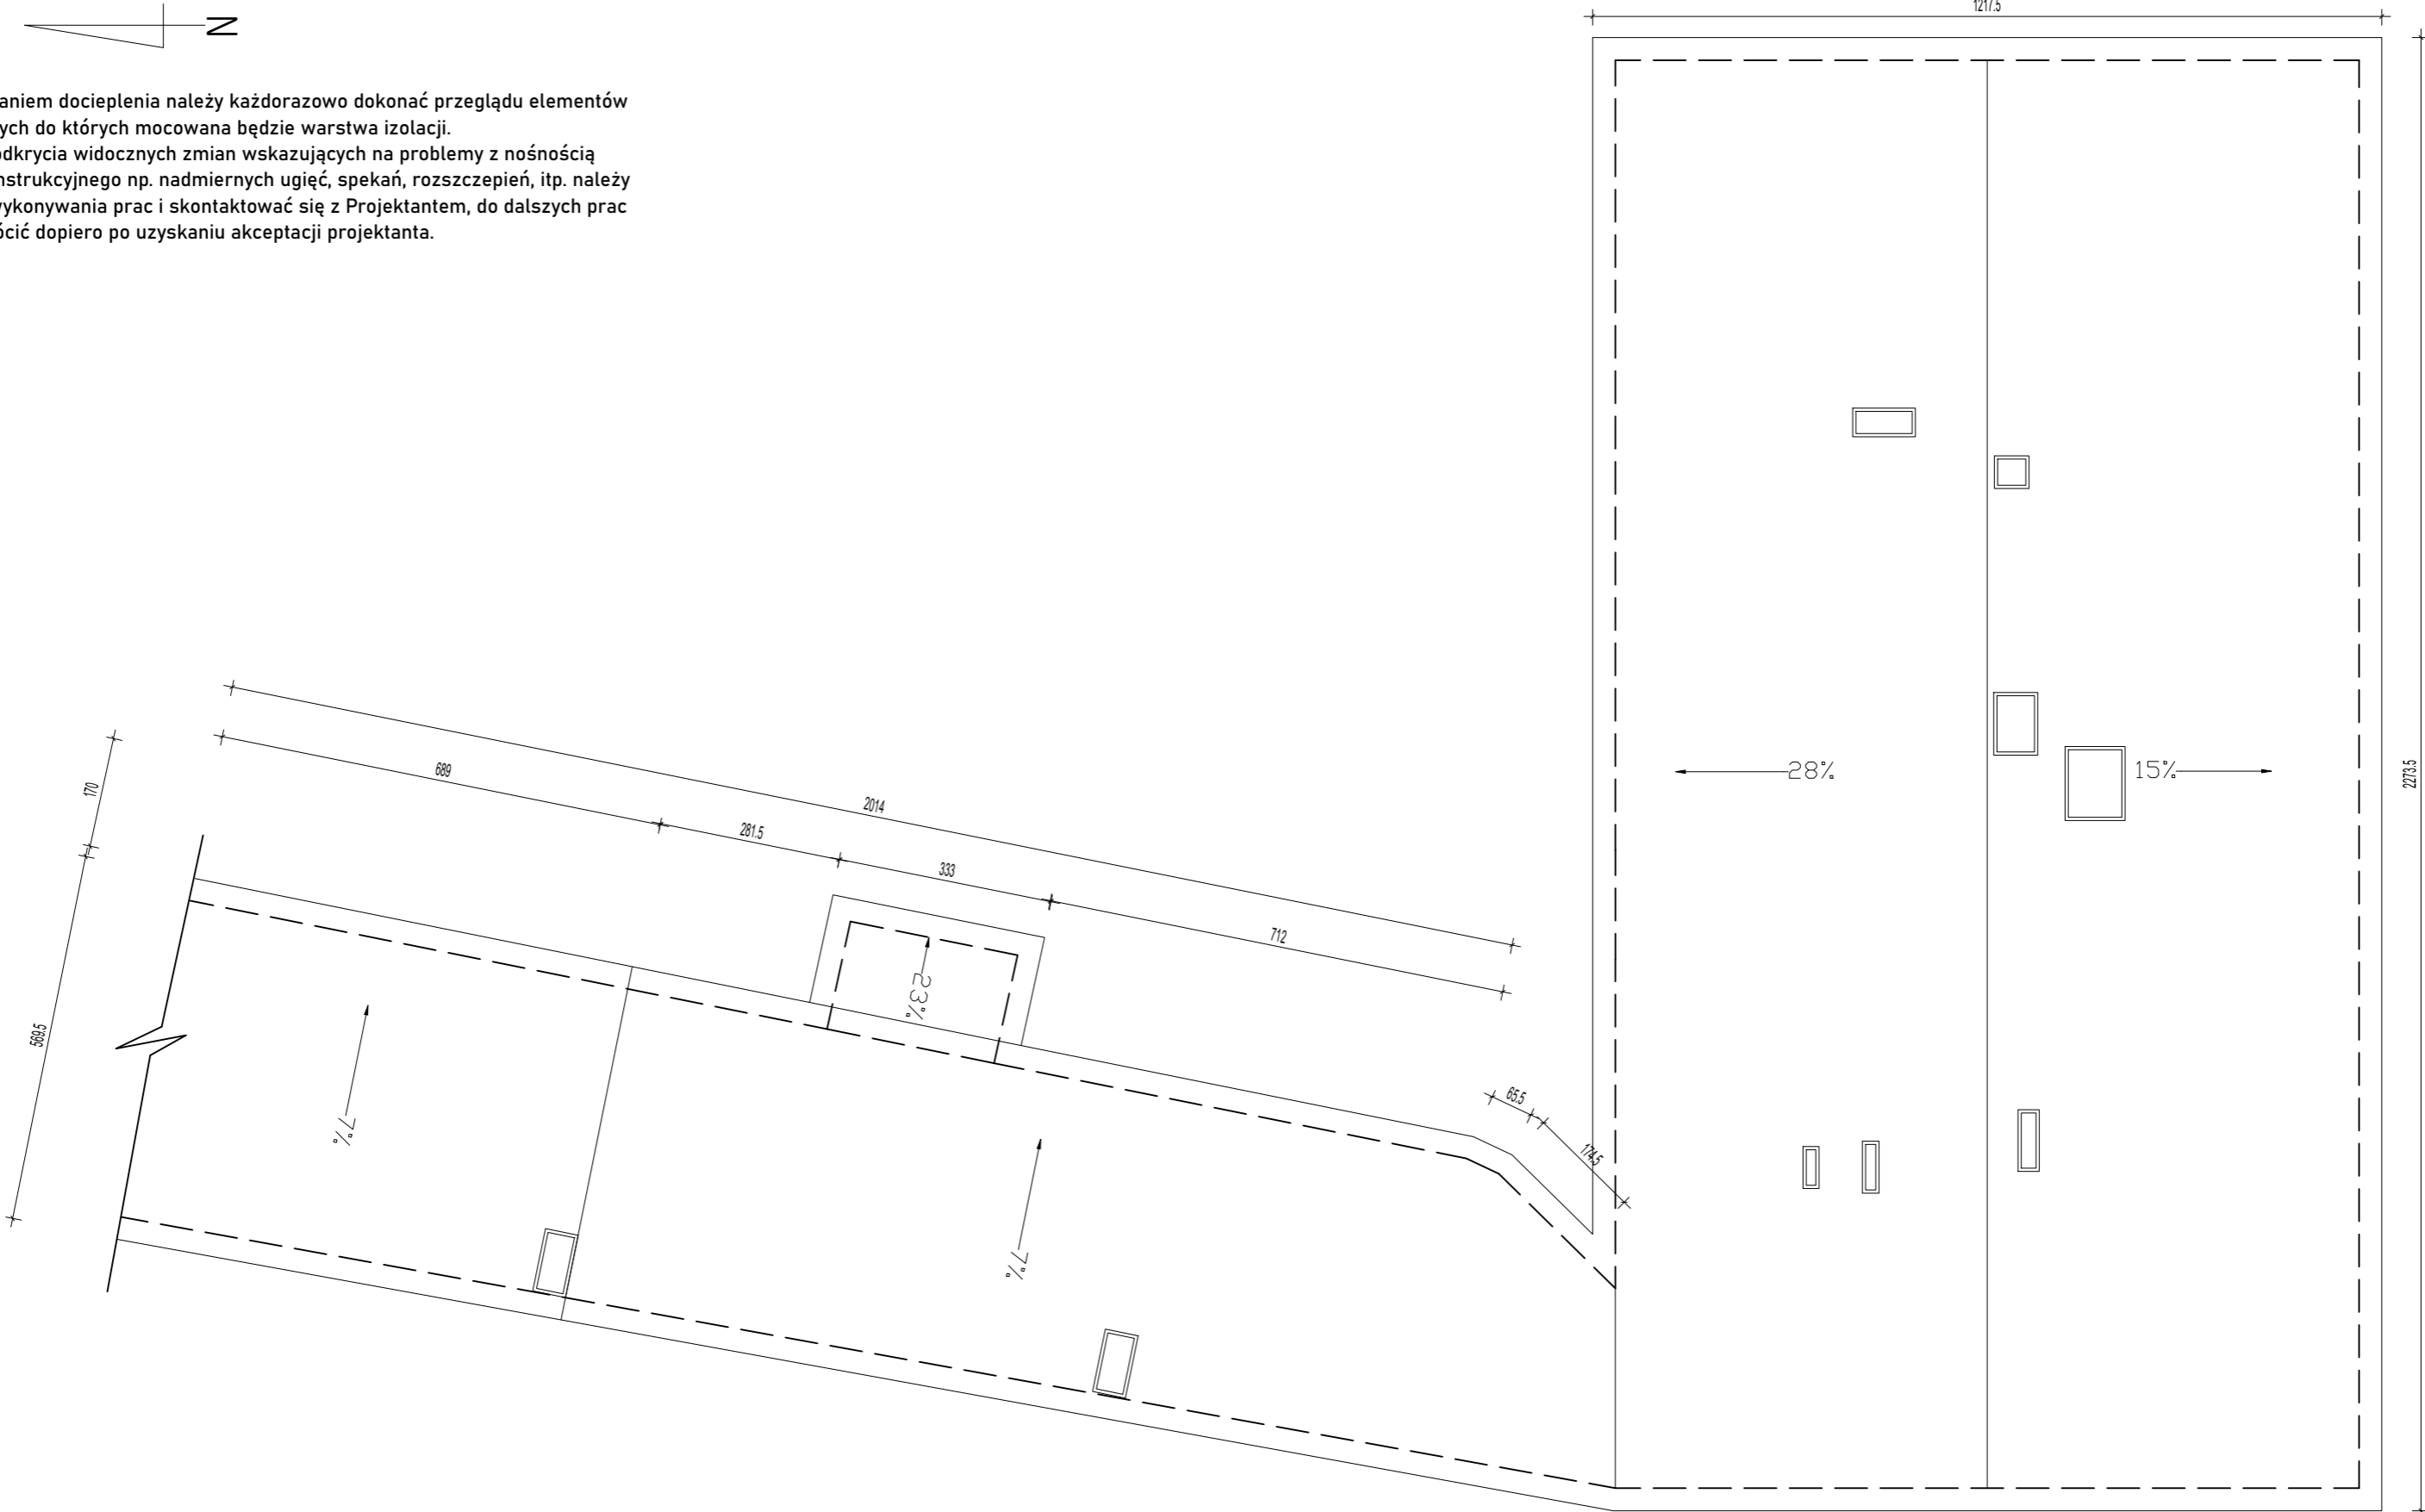 1217.5
N
aniem docieplenia należy każdorazowo dokonać przeglądu elementów
ych do których mocowana będzie warstwa izolacji.
odkrycia widocznych zmian wskazujących na problemy z nośnością
nstrukcyjnego np. nadmiernych ugięć, spekań, rozszczepień, itp. należy
wykonywania prac i skontaktować się z Projektantem, do dalszych prac
ócić dopiero po uzyskaniu akceptacji projektanta.
689
2014
170
281.5
333
712
28%
15%
2273.5
23%
569.5
7%
7%
65.5
174.5